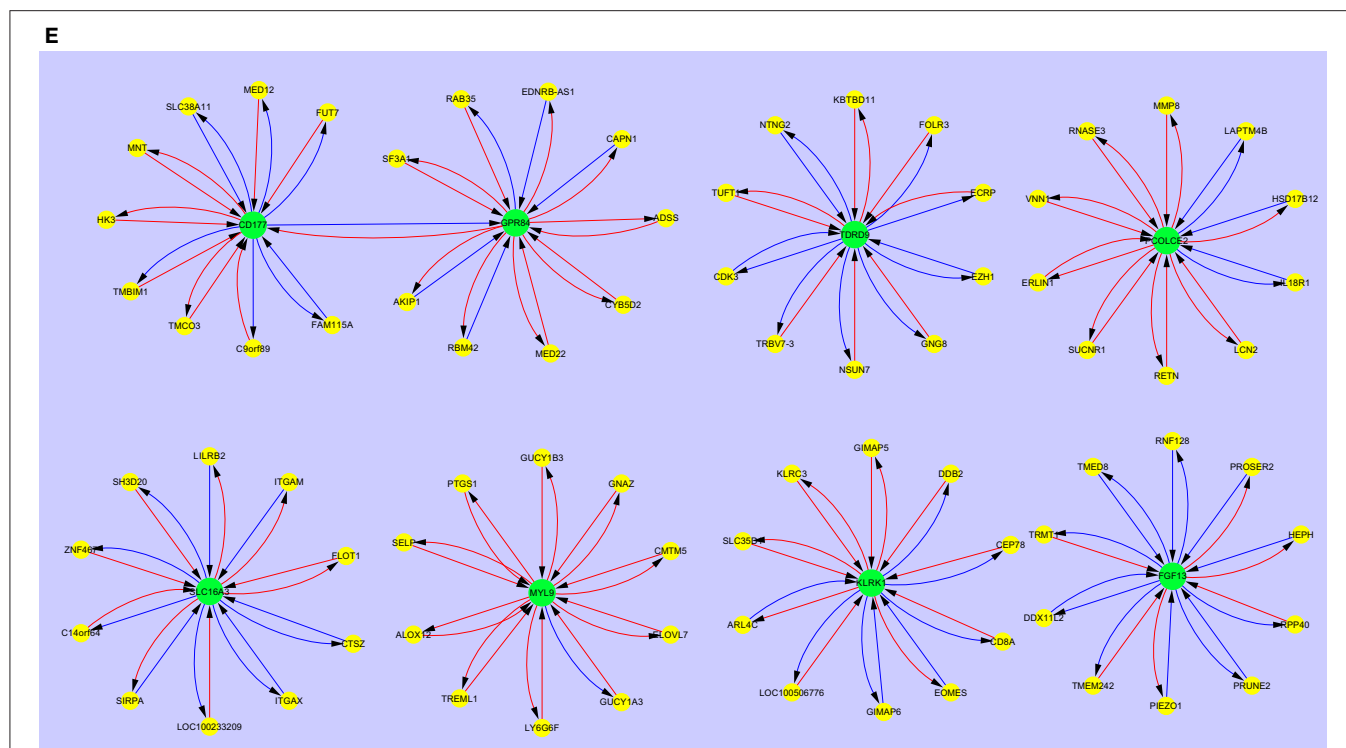 E
MED12
SLC38A11
FUT7
MNT
HK3
CD177
TMBIM1
TMCO3
C9orf89
FAM115A
EDNRB-AS1
RAB35
CAPN1
SF3A1
ADSS
GPR84
AKIP1
CYB5D2
RBM42
MED22
KBTBD11
NTNG2
FOLR3
TUFT1
ECRP
TDRD9
CDK3
EZH1
TRBV7-3
GNG8
NSUN7
MMP8
RNASE3
LAPTM4B
VNN1
HSD17B12
PCOLCE2
ERLIN1
IL18R1
SUCNR1
LCN2
RETN
LILRB2
SH3D20
ITGAM
ZNF467
FLOT1
SLC16A3
C14orf64
CTSZ
SIRPA
ITGAX
LOC100233209
GUCY1B3
PTGS1
GNAZ
SELP
CMTM5
MYL9
ALOX12
ELOVL7
TREML1
GUCY1A3
LY6G6F
GIMAP5
KLRC3
DDB2
CEP78
KLRK1
ARL4C
CD8A
LOC100506776
EOMES
GIMAP6
RNF128
TMED8
PROSER2
TRMT1
HEPH
FGF13
DDX11L2
RPP40
TMEM242
PRUNE2
PIEZO1